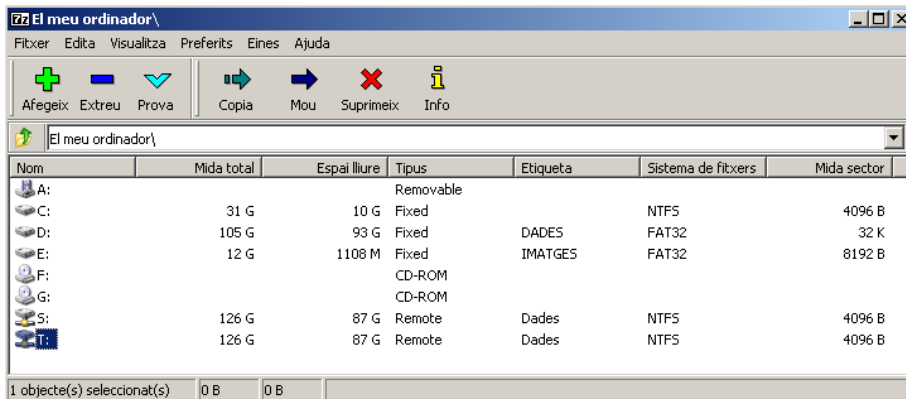 7z El meu ordinador\
Fitxer Edita Visualitza Preferits Eines Ajuda
Afegeix Extreu Prova Copia Mou Suprimeix Info
El meu ordinador\
Nom Mida total Espai lliure Tipus Etiqueta Sistema de fitxers Mida sector
A: Removable
C: 31 G 10 G Fixed NTFS 4096 B
D: 105 G 93 G Fixed DADES FAT32 32 K
E: 12 G 1108 M Fixed IMATGES FAT32 8192 B
F: CD-ROM
G: CD-ROM
S: 126 G 87 G Remote Dades NTFS 4096 B
T: 126 G 87 G Remote Dades NTFS 4096 B
1 objecte(s) seleccionat(s) 0 B 0 B